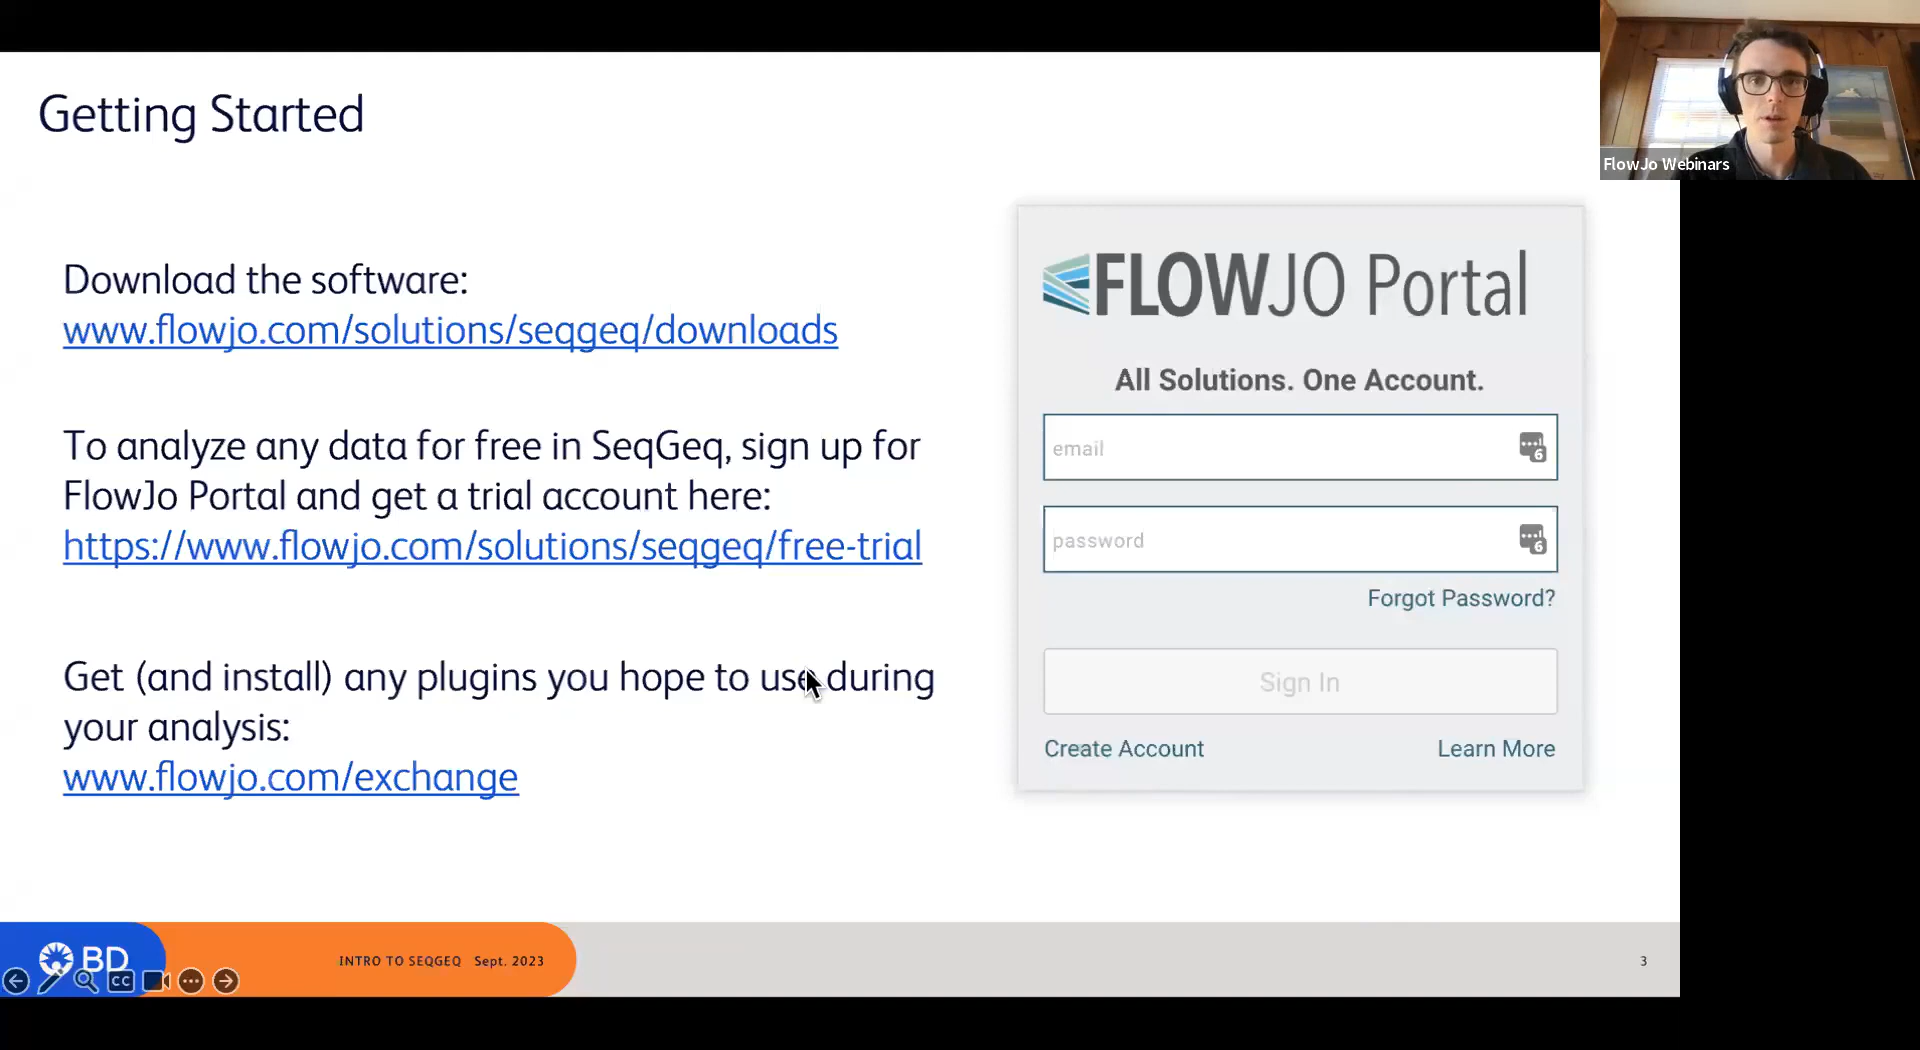 Getting Started
FlowJo Webinars
Download the software:
www.flowjo.com/solutions/seqgeq/downloads
To analyze any data for free in SeqGeq, sign up for
FlowJo Portal and get a trial account here:
https://www.flowjo.com/solutions/seqgeq/free-trial
Get (and install) any plugins you hope to use during
your analysis:
www.flowjo.com/exchange
FLOWJO Portal
All Solutions. One Account.
email
6
password
6
Forgot Password?
Sign In
Create Account
Learn More
BD
CC
INTRO TO SEQGEQ Sept. 2023
3